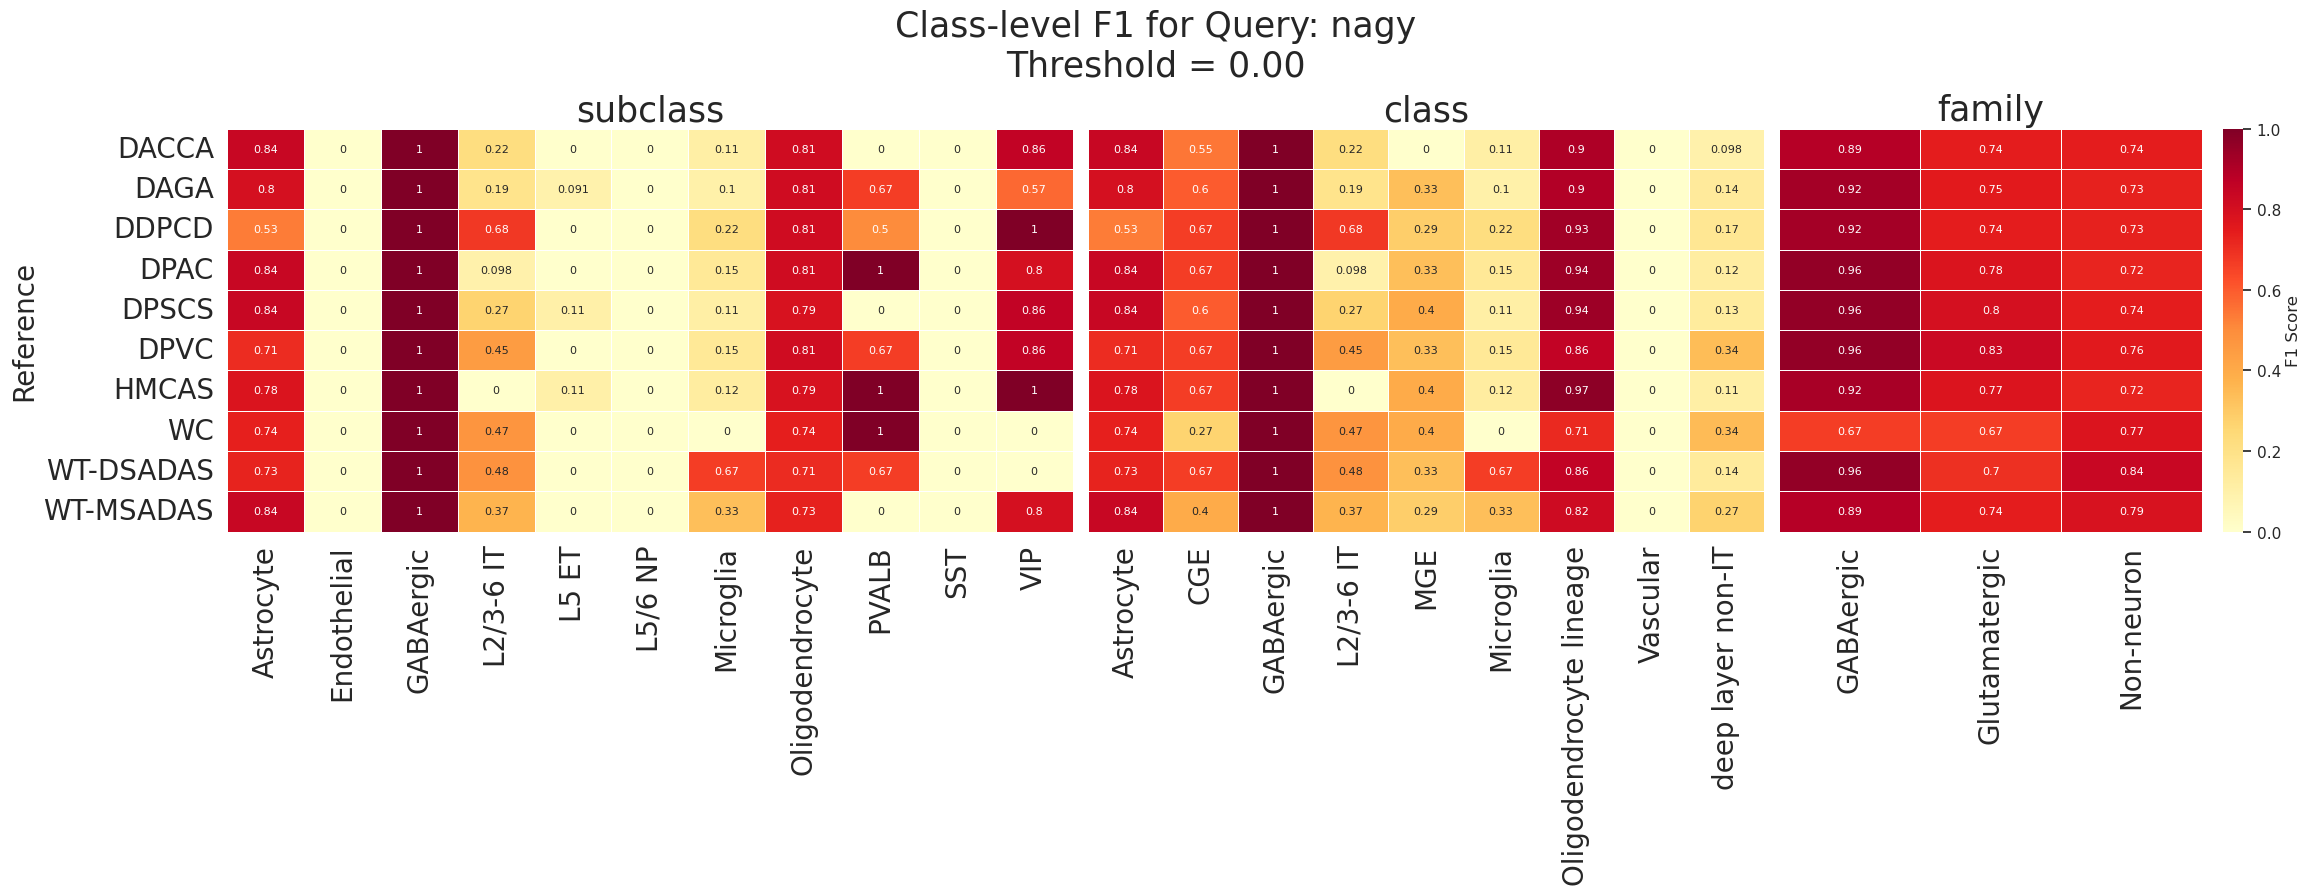 Class-level F1 for Query: nagy
Threshold = 0.00
subclass class family
Reference
DACCA 0.84 0 1 0.22 0 0 0.11 0.81 0 0 0.86 0.84 0.55 1 0.22 0 0.11 0.9 0 0.098 0.89 0.74 0.74
DAGA 0.8 0 1 0.19 0.091 0 0.1 0.81 0.67 0 0.57 0.8 0.6 1 0.19 0.33 0.1 0.9 0 0.14 0.92 0.75 0.73
DDPCD 0.53 0 1 0.68 0 0 0.22 0.81 0.5 0 1 0.53 0.67 1 0.68 0.29 0.22 0.93 0 0.17 0.92 0.74 0.73
DPAC 0.84 0 1 0.098 0 0 0.15 0.81 1 0 0.8 0.84 0.67 1 0.098 0.33 0.15 0.94 0 0.12 0.96 0.78 0.72
DPSCS 0.84 0 1 0.27 0.11 0 0.11 0.79 0 0 0.86 0.84 0.6 1 0.27 0.4 0.11 0.94 0 0.13 0.96 0.8 0.74
DPVC 0.71 0 1 0.45 0 0 0.15 0.81 0.67 0 0.86 0.71 0.67 1 0.45 0.33 0.15 0.86 0 0.34 0.96 0.83 0.76
HMCAS 0.78 0 1 0 0.11 0 0.12 0.79 1 0 1 0.78 0.67 1 0 0.4 0.12 0.97 0 0.11 0.92 0.77 0.72
WC 0.74 0 1 0.47 0 0 0 0.74 1 0 0 0.74 0.27 1 0.47 0.4 0 0.71 0 0.34 0.67 0.67 0.77
WT-DSADAS 0.73 0 1 0.48 0 0 0.67 0.71 0.67 0 0 0.73 0.67 1 0.48 0.33 0.67 0.86 0 0.14 0.96 0.7 0.84
WT-MSADAS 0.84 0 1 0.37 0 0 0.33 0.73 0 0 0.8 0.84 0.4 1 0.37 0.29 0.33 0.82 0 0.27 0.89 0.74 0.79
Astrocyte
Endothelial
GABAergic
L2/3-6 IT
L5 ET
L5/6 NP
Microglia
Oligodendrocyte
PVALB
SST
VIP
Astrocyte
CGE
GABAergic
L2/3-6 IT
MGE
Microglia
Oligodendrocyte lineage
Vascular
deep layer non-IT
GABAergic
Glutamatergic
Non-neuron
1.0
0.8
0.6
0.4
0.2
0.0
F1 Score